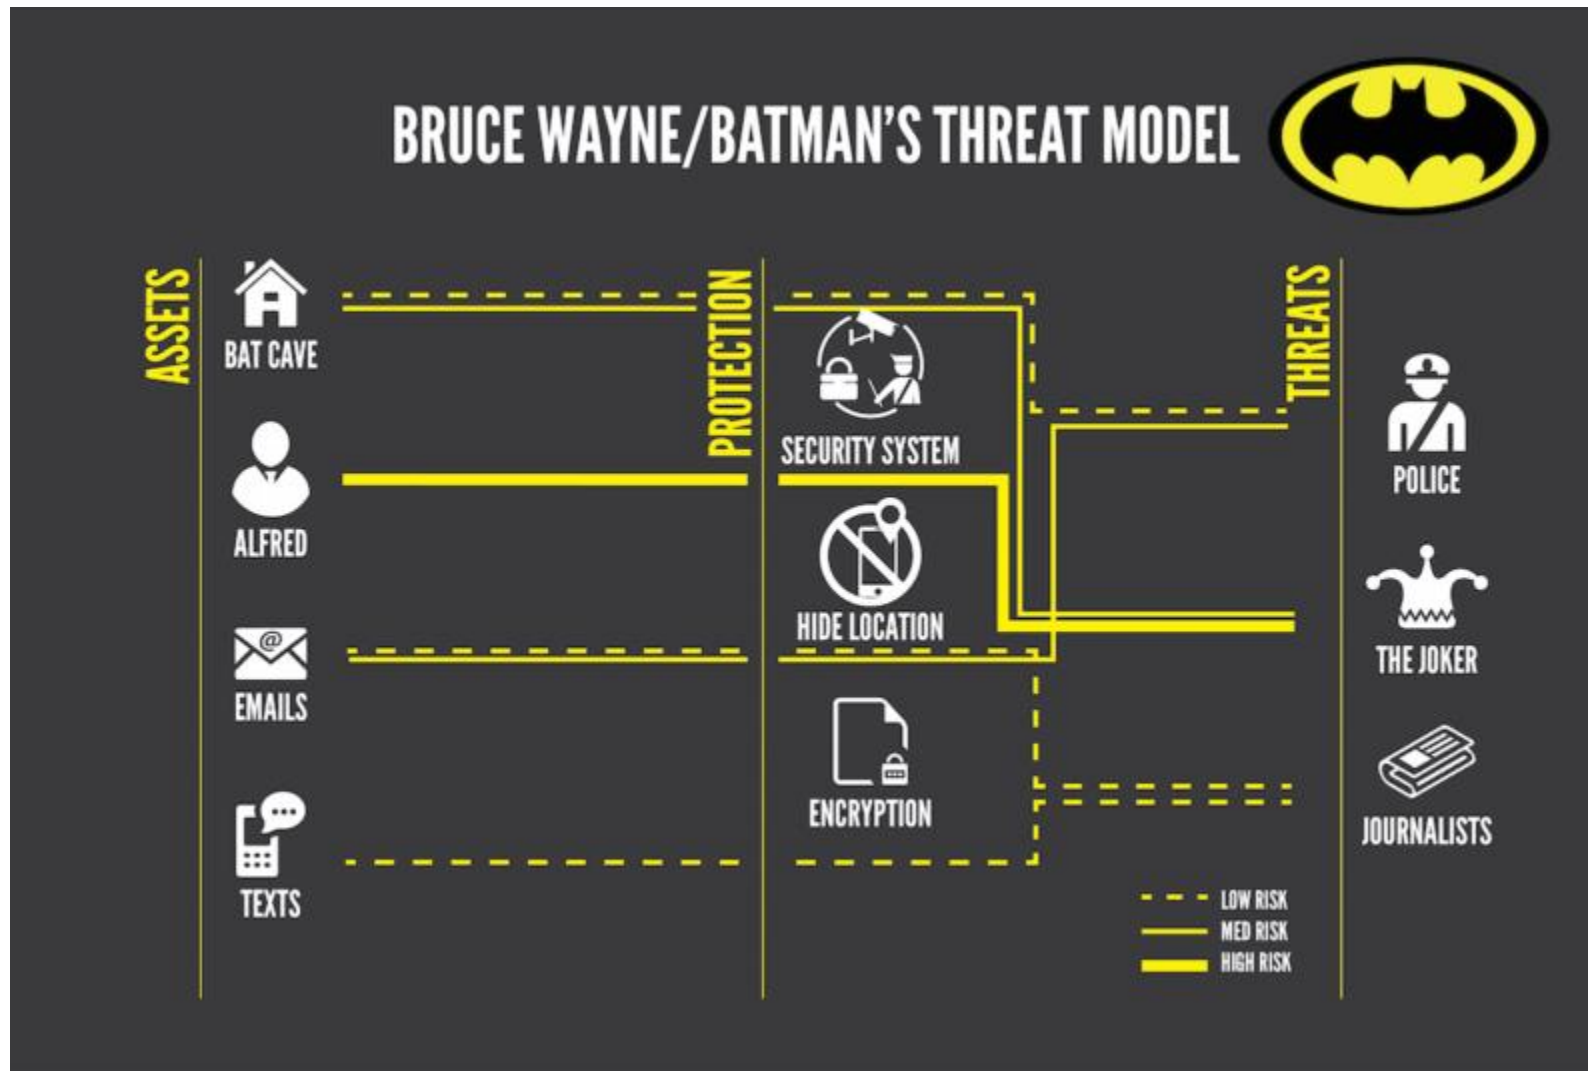 BRUCE WAYNE/BATMAN'S THREAT MODEL
ASSETS
BAT CAVE
ALFRED
@
EMAILS
TEXTS
PROTECTION
SECURITY SYSTEM
HIDE LOCATION
ENCRYPTION
THREATS
POLICE
THE JOKER
JOURNALISTS
LOW RISK
MED RISK
HIGH RISK